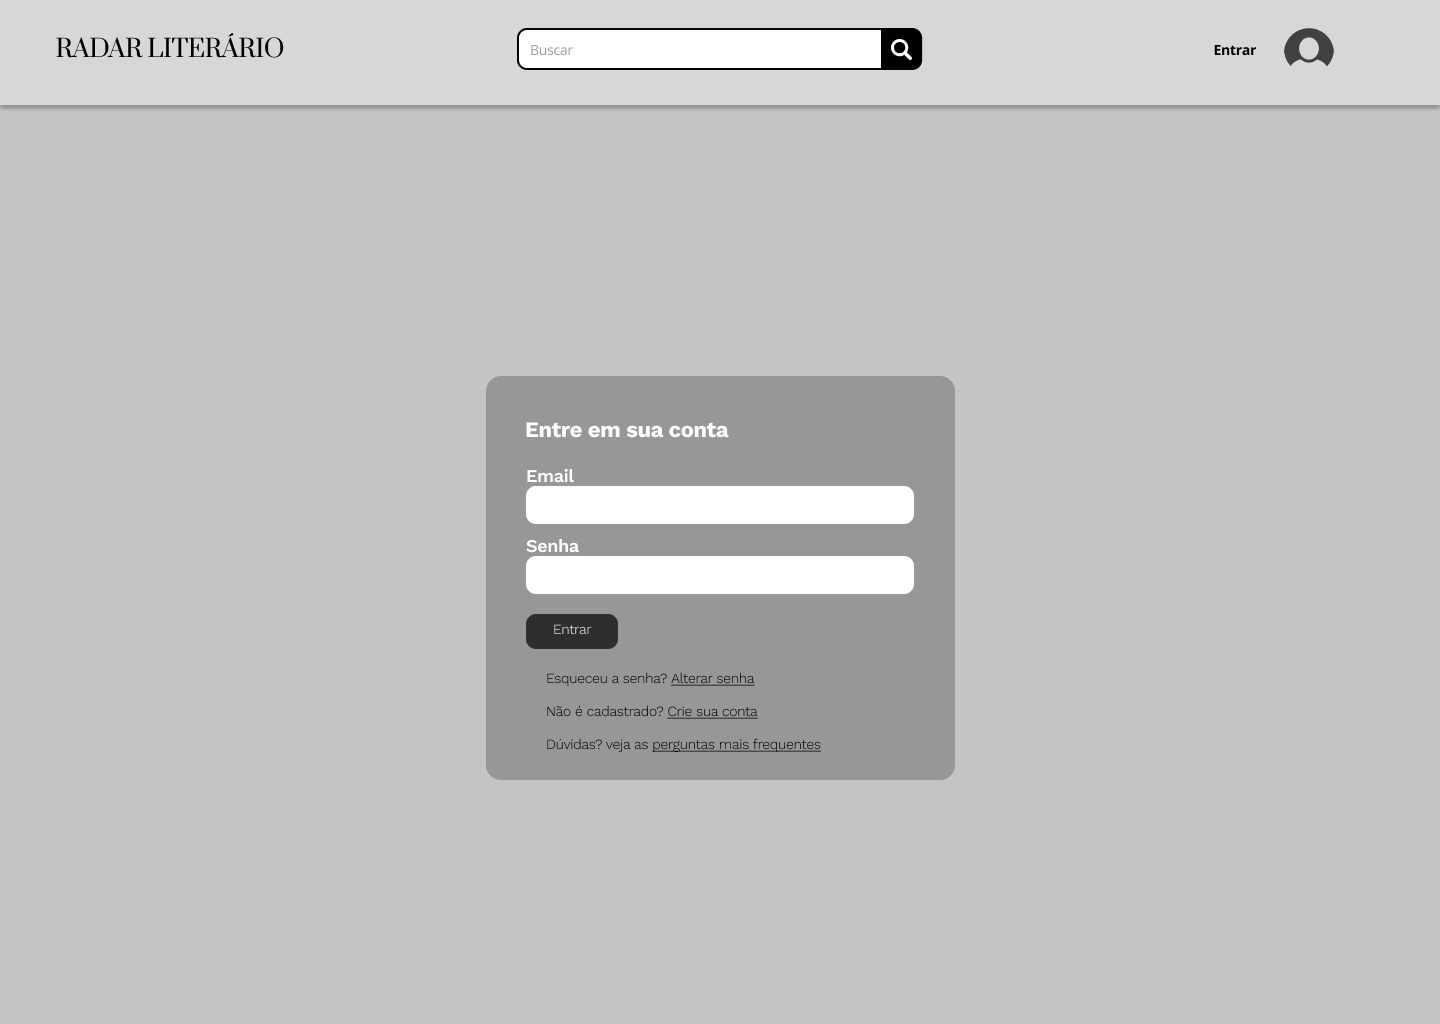 RADAR LITERÁRIO
Buscar
Entrar
Entre em sua conta
Email
Senha
Entrar
Esqueceu a senha? Alterar senha
Não é cadastrado? Crie sua conta
Dúvidas? veja as perguntas mais frequentes